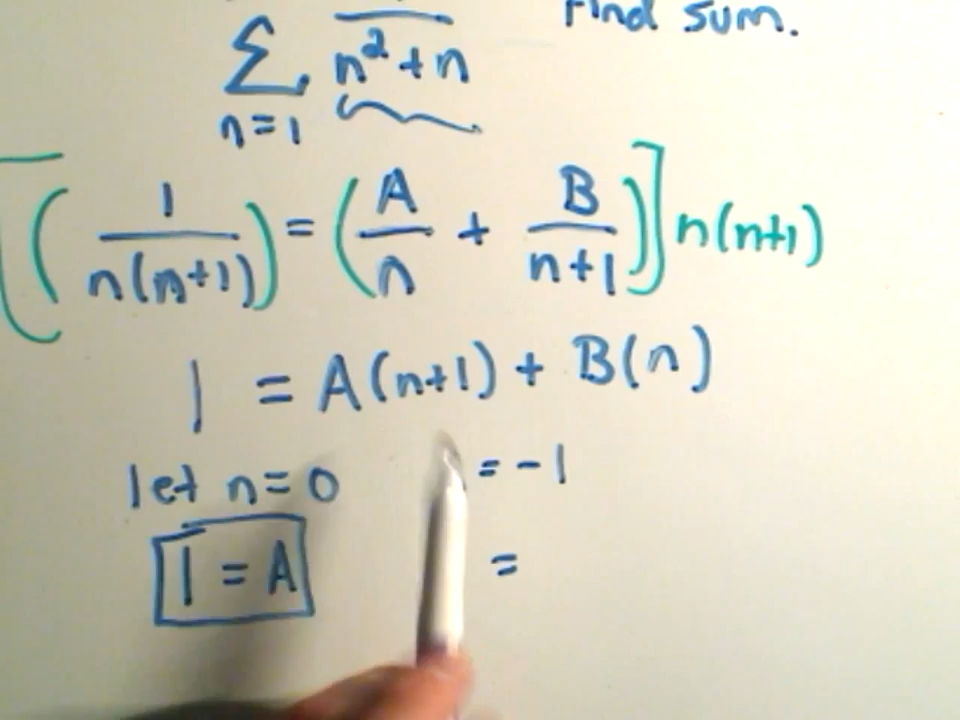 Find sum.
∑ n²+n
n=1
[(1/n(n+1)) = (A/n + B/n+1)] n(n+1)
1 = A(n+1) + B(n)
let n=0 = -1
1 = A =